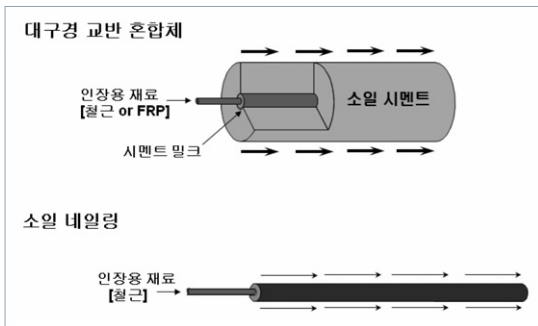 대구경 교반 혼합체
인장용 재료
[철근 or FRP]
소일 시멘트
시멘트 밀크
소일 네일링
인장용 재료
[철근]